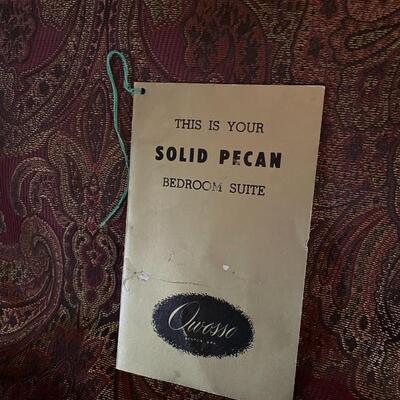 THIS IS YOUR
SOLID PECAN
BEDROOM SUITE
Owosso